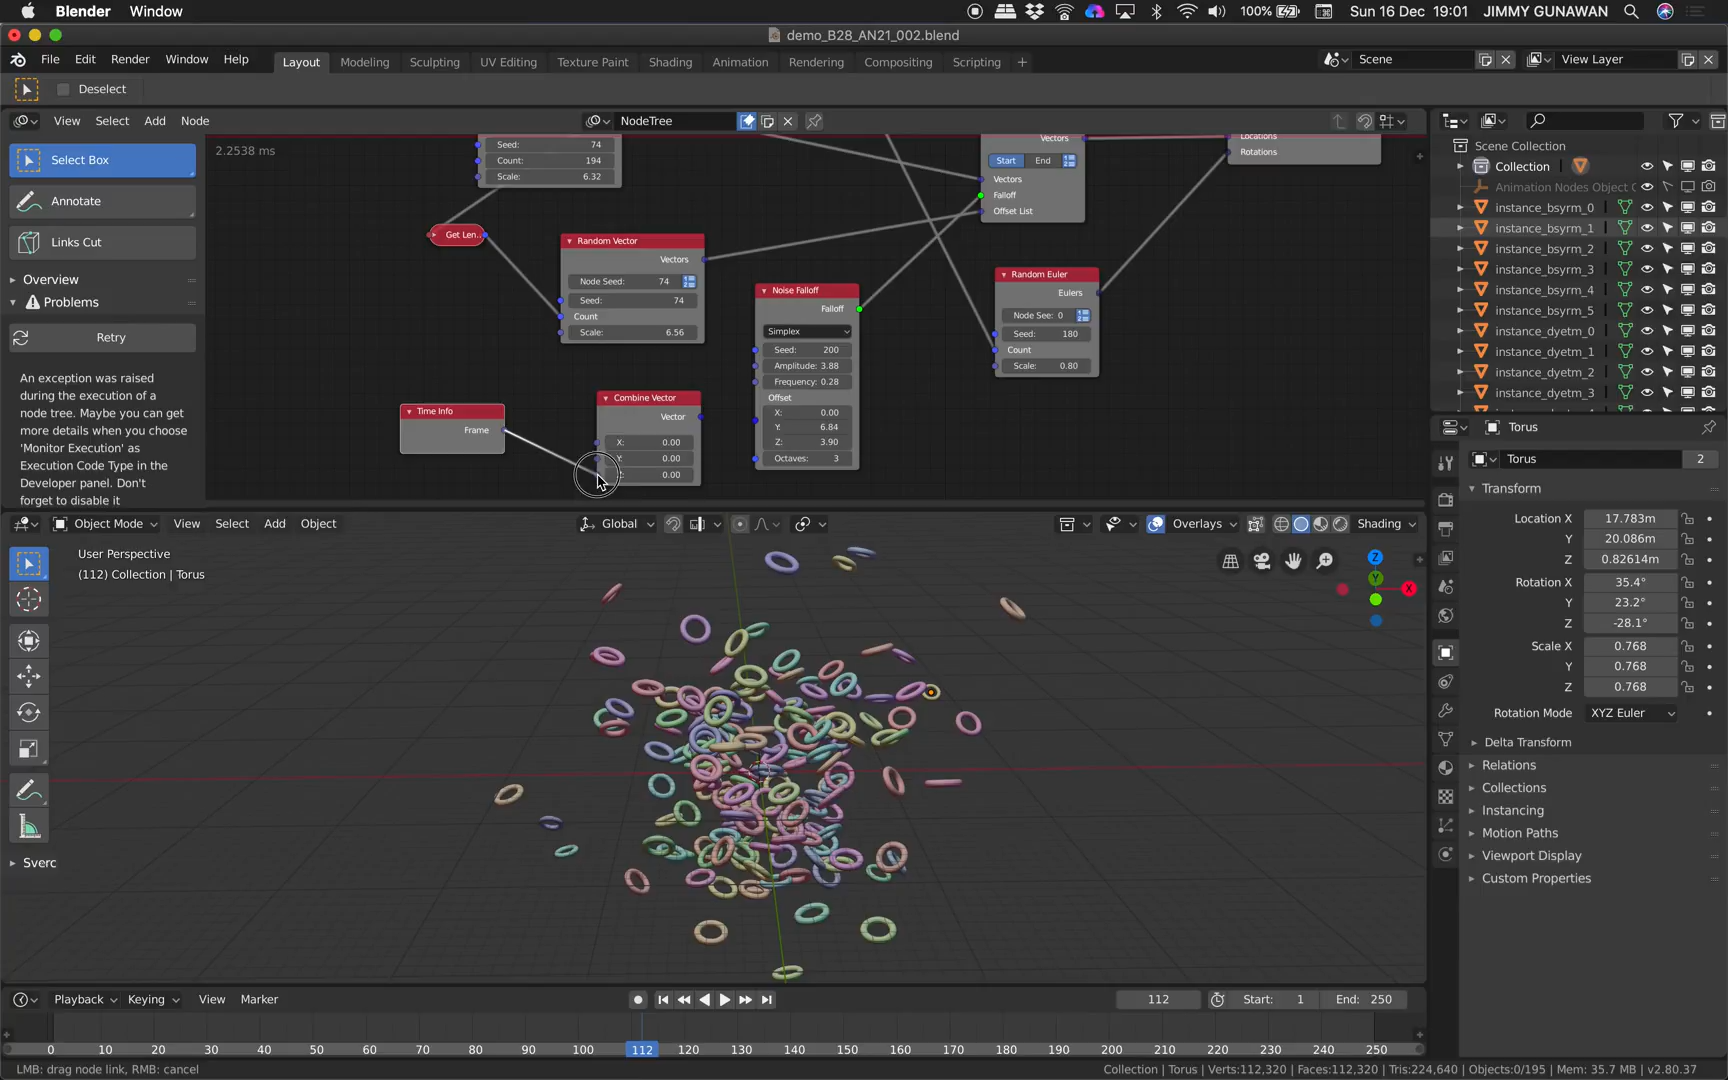 Blender Window 100% Sun 16 Dec 19:01 JIMMY GUNAWAN
demo_B28_AN21_002.blend
File Edit Render Window Help Layout Modeling Sculpting UV Editing Texture Paint Shading Animation Rendering Compositing Scripting + Scene View Layer
Deselect
View Select Add Node NodeTree
Select Box
Annotate
Links Cut
Overview
Problems
Retry
An exception was raised
during the execution of a
node tree. Maybe you can get
more details when you choose
'Monitor Execution' as
Execution Code Type in the
Developer panel. Don't
forget to disable it
2.2538 ms
Seed: 74
Count: 194
Scale: 6.32
Get Len..
Random Vector
Vectors
Node Seed: 74
Seed: 74
Count
Scale: 6.56
Time Info
Frame
Combine Vector
Vector
X: 0.00
Y: 0.00
0.00
Noise Falloff
Falloff
Simplex
Seed: 200
Amplitude: 3.88
Frequency: 0.28
Offset
X: 0.00
Y: 6.84
Z: 3.90
Octaves: 3
Vectors
Start End
Vectors
Falloff
Offset List
Random Euler
Eulers
Node See: 0
Seed: 180
Count
Scale: 0.80
Locations
Rotations
Scene Collection
Collection
Animation Nodes Object C
instance_bsyrm_0
instance_bsyrm_1
instance_bsyrm_2
instance_bsyrm_3
instance_bsyrm_4
instance_bsyrm_5
instance_dyetm_0
instance_dyetm_1
instance_dyetm_2
instance_dyetm_3
Torus
Torus 2
Transform
Location X 17.783m
Y 20.086m
Z 0.82614m
Rotation X 35.4°
Y 23.2°
Z -28.1°
Scale X 0.768
Y 0.768
Z 0.768
Rotation Mode XYZ Euler
Delta Transform
Relations
Collections
Instancing
Motion Paths
Viewport Display
Custom Properties
Object Mode View Select Add Object Global Overlays Shading
User Perspective
(112) Collection | Torus
Z
Y
X
Sverc
Playback Keying View Marker 112 Start: 1 End: 250
0 10 20 30 40 50 60 70 80 90 100 112 120 130 140 150 160 170 180 190 200 210 220 230 240 250
LMB: drag node link, RMB: cancel Collection | Torus | Verts:112,320 | Faces:112,320 | Tris:224,640 | Objects:0/195 | Mem: 35.7 MB | v2.80.37